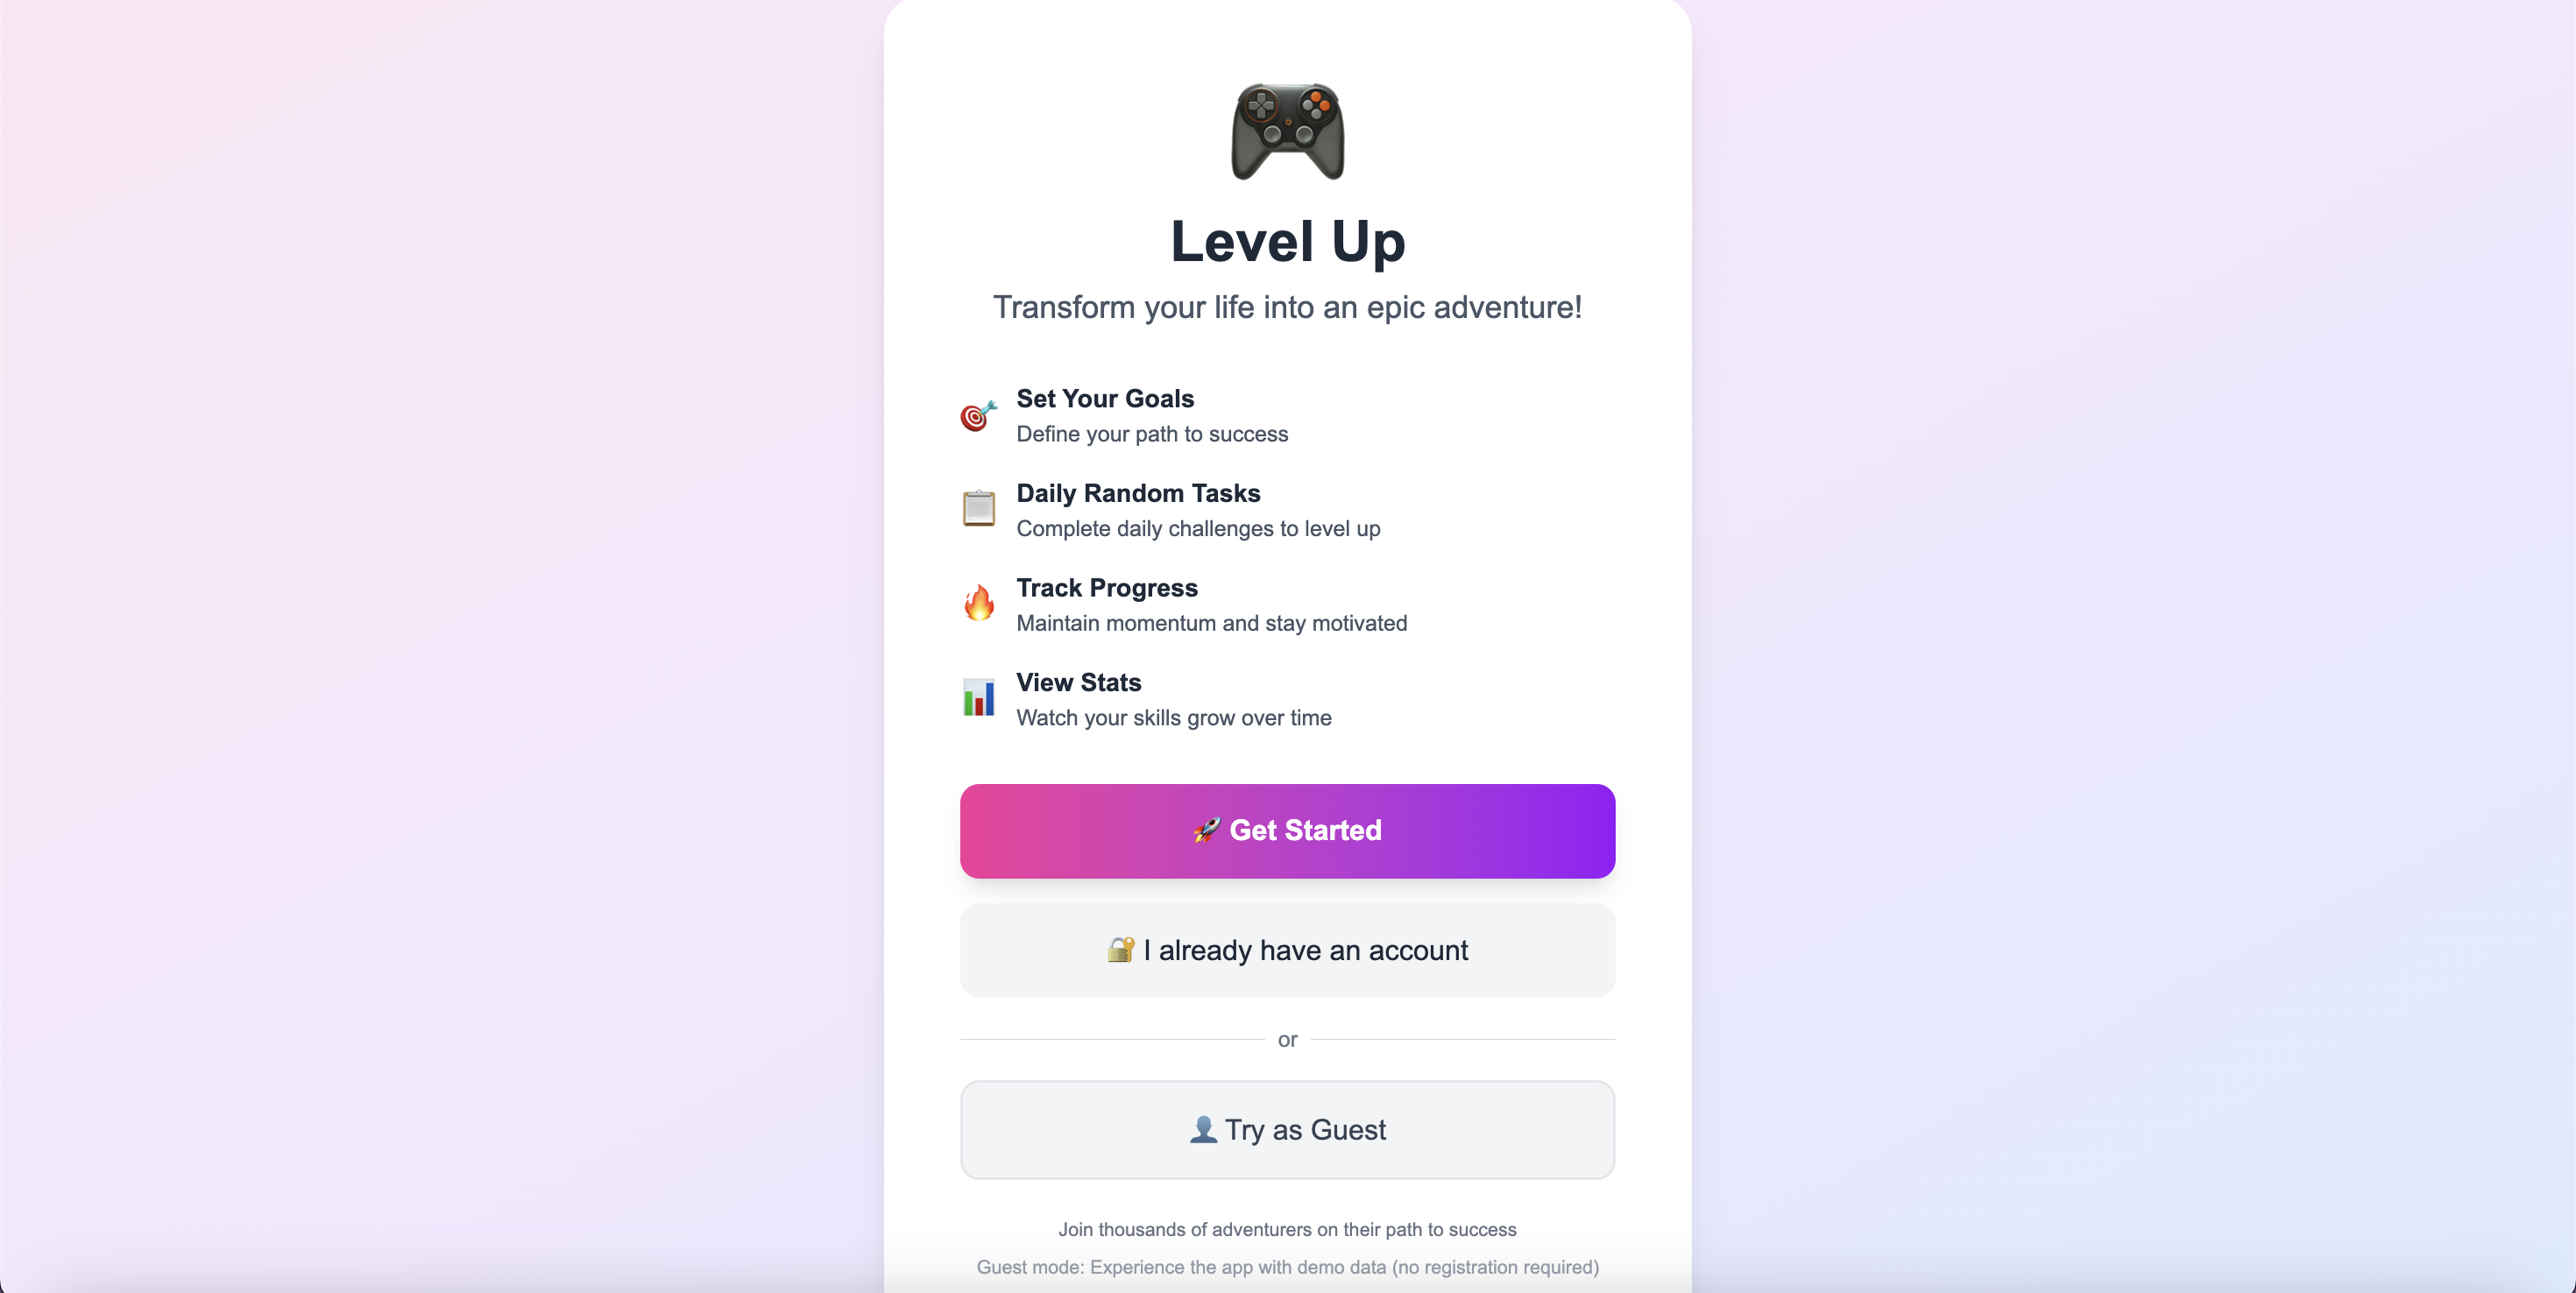 Level Up
Transform your life into an epic adventure!
Set Your Goals
Define your path to success
Daily Random Tasks
Complete daily challenges to level up
Track Progress
Maintain momentum and stay motivated
View Stats
Watch your skills grow over time
🚀 Get Started
🔐 I already have an account
or
👤 Try as Guest
Join thousands of adventurers on their path to success
Guest mode: Experience the app with demo data (no registration required)